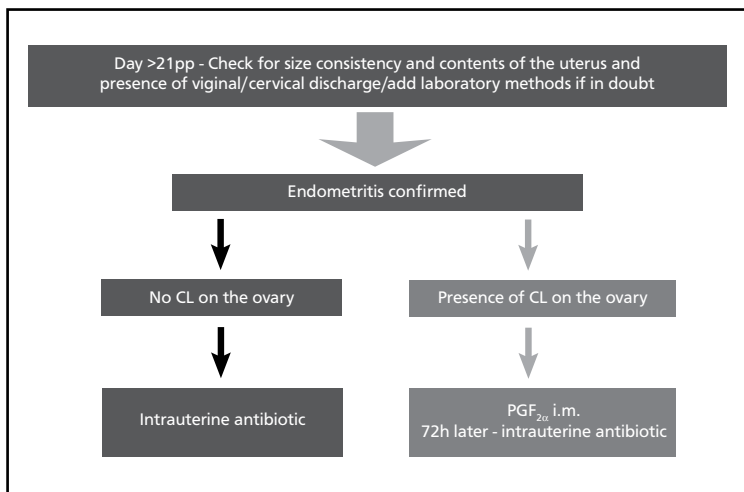 Day >21pp - Check for size consistency and contents of the uterus and
presence of viginal/cervical discharge/add laboratory methods if in doubt
Endometritis confirmed
No CL on the ovary
Presence of CL on the ovary
Intrauterine antibiotic
PGF2α i.m.
72h later - intrauterine antibiotic